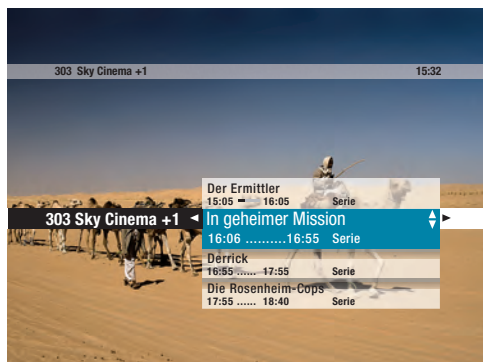 303 Sky Cinema +1 15:32
Der Ermittler
15:05 16:05 Serie
303 Sky Cinema +1 In geheimer Mission
16:06 ..........16:55 Serie
Derrick
16:55 ...... 17:55 Serie
Die Rosenheim-Cops
17:55 ...... 18:40 Serie